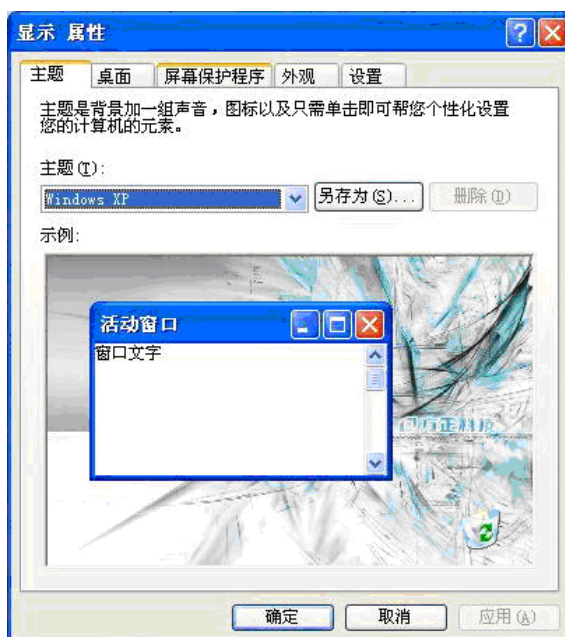 显示 属性
主题
桌面
屏幕保护程序
外观
设置
主题是背景加一组声音，图标以及只需单击即可帮您个性化设置
您的计算机的元素。
主题(T):
Windows XP
另存为(S)...
删除(D)
示例:
活动窗口
窗口文字
方正科技
确定
取消
应用(A)